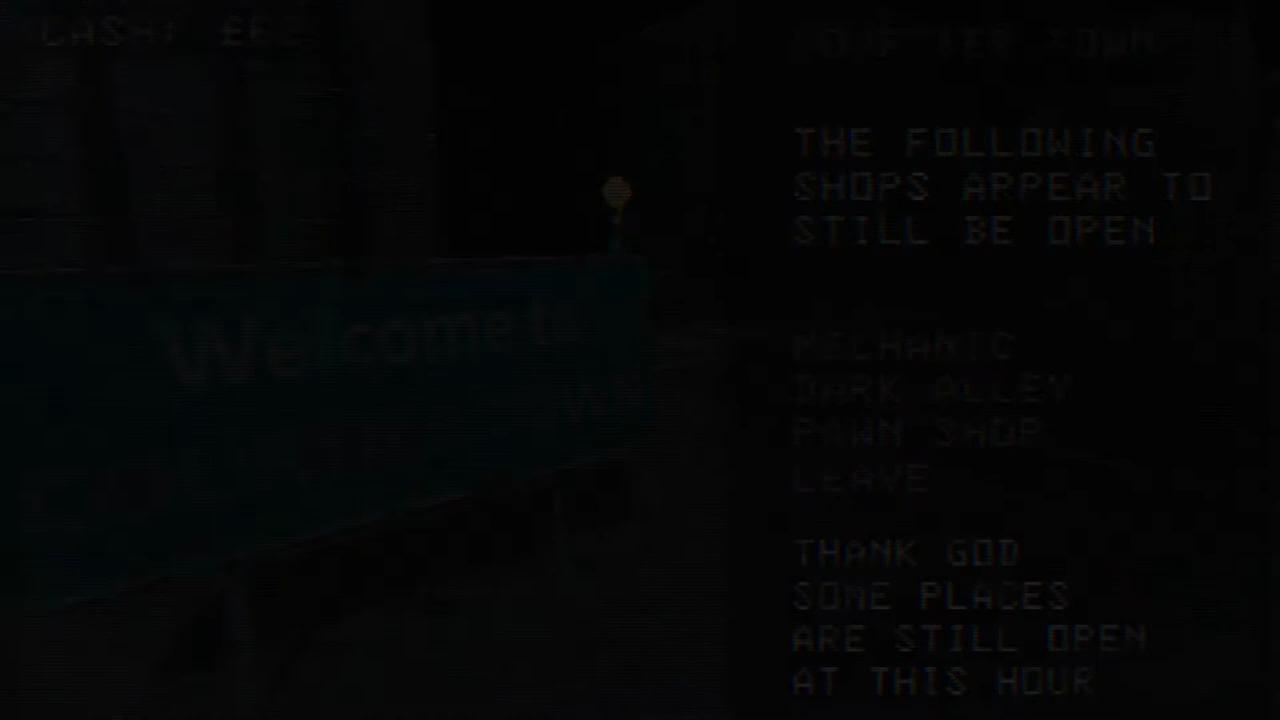 CASH:
THE FOLLOWING
SHOPS APPEAR TO
STILL BE OPEN
Welcome to
MECHANIC
DARK ALLEY
PAWN SHOP
LEAVE
THANK GOD
SOME PLACES
ARE STILL OPEN
AT THIS HOUR